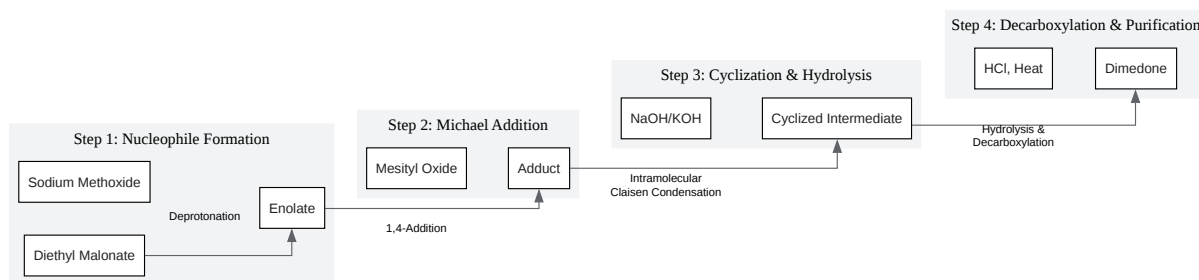 Step 1: Nucleophile Formation
Sodium Methoxide
Diethyl Malonate
Deprotonation
Enolate
Step 2: Michael Addition
Mesityl Oxide
Adduct
1,4-Addition
Step 3: Cyclization & Hydrolysis
NaOH/KOH
Cyclized Intermediate
Intramolecular
Claisen Condensation
Step 4: Decarboxylation & Purification
HCl, Heat
Dimedone
Hydrolysis &
Decarboxylation